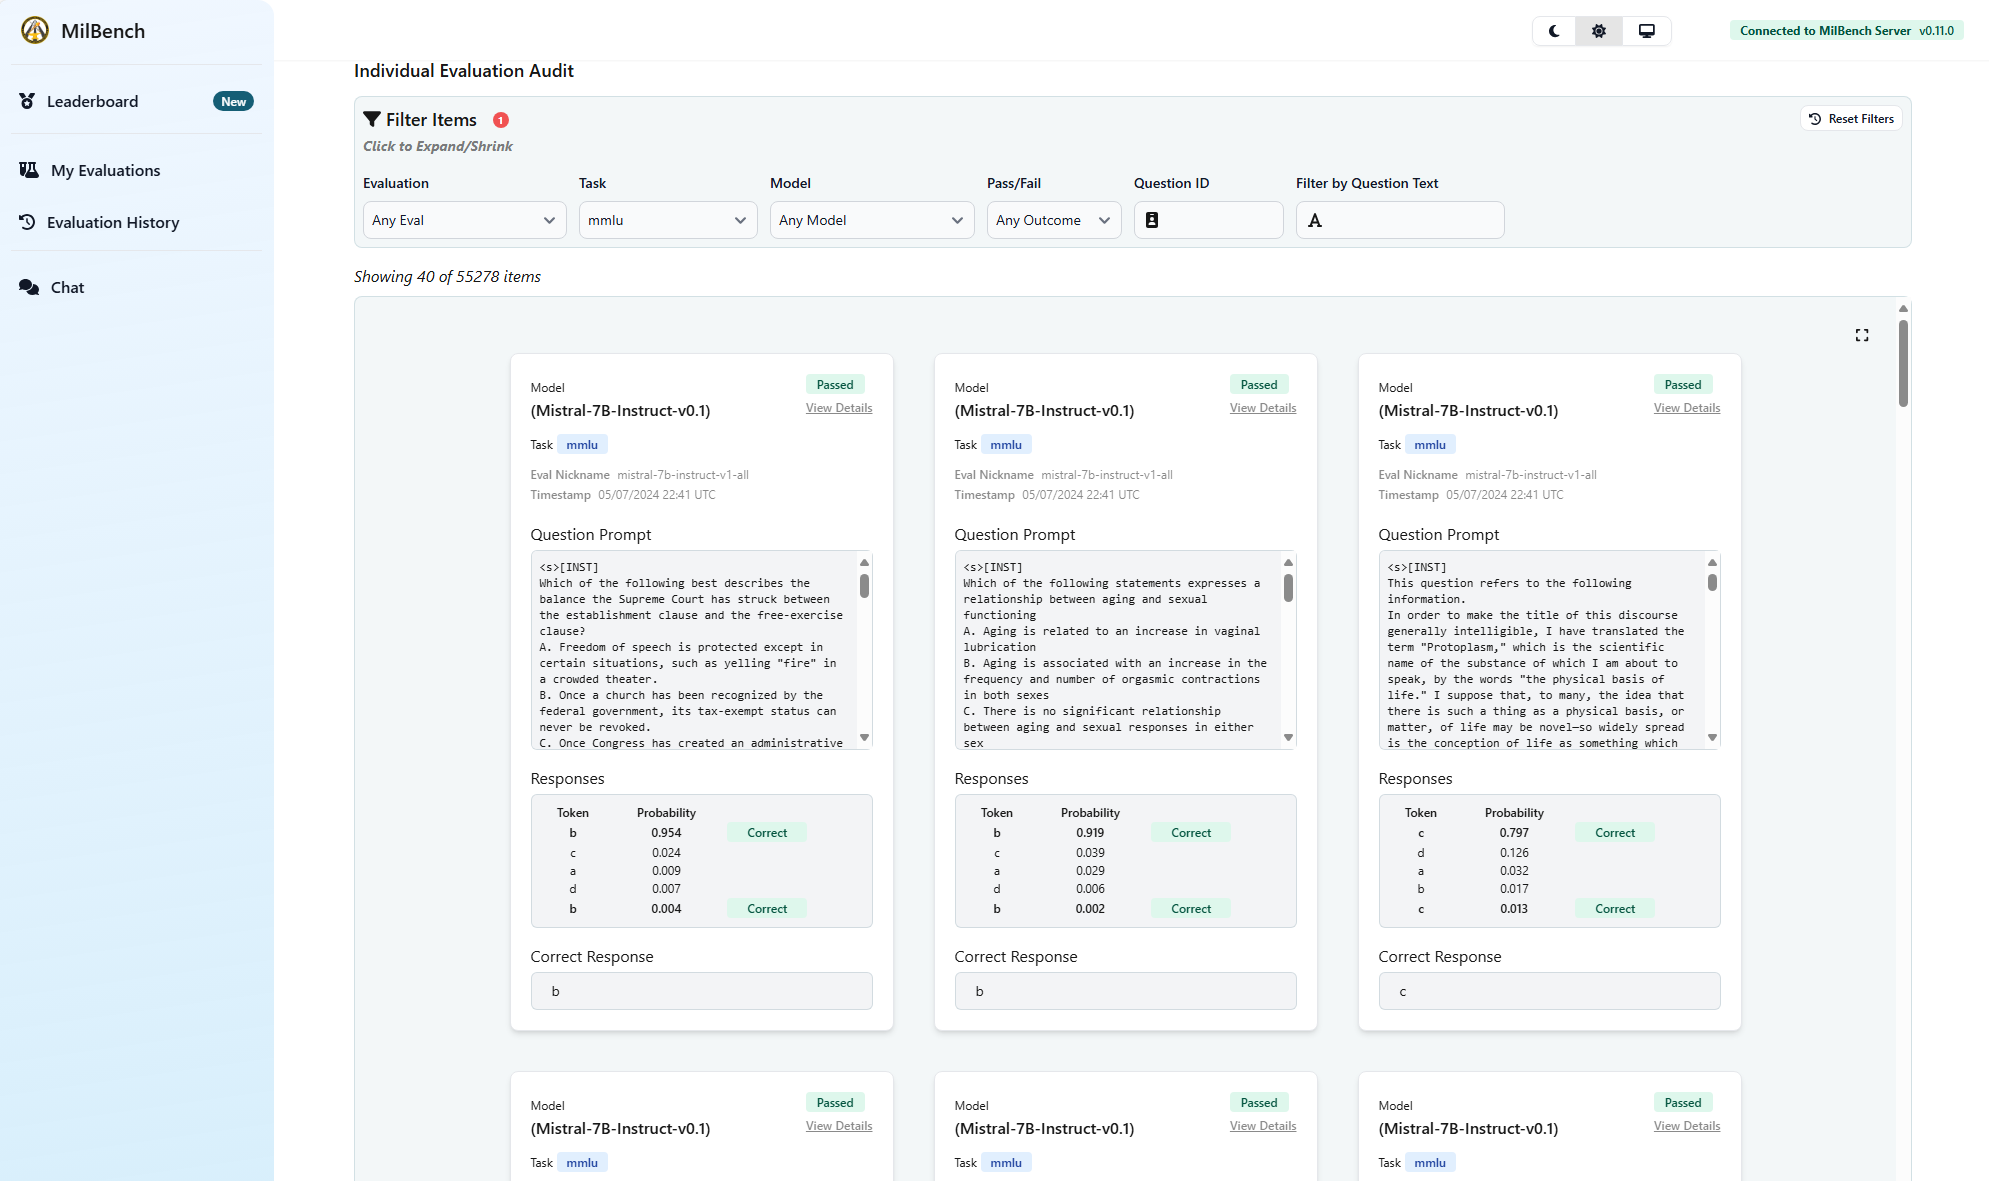 MilBench
Leaderboard
New
My Evaluations
Evaluation History
Chat
Connected to MilBench Server v0.11.0
Individual Evaluation Audit
Filter Items 1
Reset Filters
Click to Expand/Shrink
Evaluation
Task
Model
Pass/Fail
Question ID
Filter by Question Text
Any Eval
mmlu
Any Model
Any Outcome
Showing 40 of 55278 items
Model
Passed
(Mistral-7B-Instruct-v0.1)
View Details
Task mmlu
Eval Nickname mistral-7b-instruct-v1-all
Timestamp 05/07/2024 22:41 UTC
Question Prompt
<s>[INST]
Which of the following best describes the
balance the Supreme Court has struck between
the establishment clause and the free-exercise
clause?
A. Freedom of speech is protected except in
certain situations, such as yelling "fire" in
a crowded theater.
B. Once a church has been recognized by the
federal government, its tax-exempt status can
never be revoked.
C. Once Congress has created an administrative
Responses
Token Probability
b 0.954 Correct
c 0.024
a 0.009
d 0.007
b 0.004 Correct
Correct Response
b
Model
Passed
(Mistral-7B-Instruct-v0.1)
View Details
Task mmlu
Eval Nickname mistral-7b-instruct-v1-all
Timestamp 05/07/2024 22:41 UTC
Question Prompt
<s>[INST]
Which of the following statements expresses a
relationship between aging and sexual
functioning
A. Aging is related to an increase in vaginal
lubrication
B. Aging is associated with an increase in the
frequency and number of orgasmic contractions
in both sexes
C. There is no significant relationship
between aging and sexual responses in either
sex
Responses
Token Probability
b 0.919 Correct
c 0.039
a 0.029
d 0.006
b 0.002 Correct
Correct Response
b
Model
Passed
(Mistral-7B-Instruct-v0.1)
View Details
Task mmlu
Eval Nickname mistral-7b-instruct-v1-all
Timestamp 05/07/2024 22:41 UTC
Question Prompt
<s>[INST]
This question refers to the following
information.
In order to make the title of this discourse
generally intelligible, I have translated the
term "Protoplasm," which is the scientific
name of the substance of which I am about to
speak, by the words "the physical basis of
life." I suppose that, to many, the idea that
there is such a thing as a physical basis, or
matter, of life may be novel—so widely spread
is the conception of life as something which
Responses
Token Probability
c 0.797 Correct
d 0.126
a 0.032
b 0.017
c 0.013 Correct
Correct Response
c
Model
Passed
(Mistral-7B-Instruct-v0.1)
View Details
Task mmlu
Model
Passed
(Mistral-7B-Instruct-v0.1)
View Details
Task mmlu
Model
Passed
(Mistral-7B-Instruct-v0.1)
View Details
Task mmlu